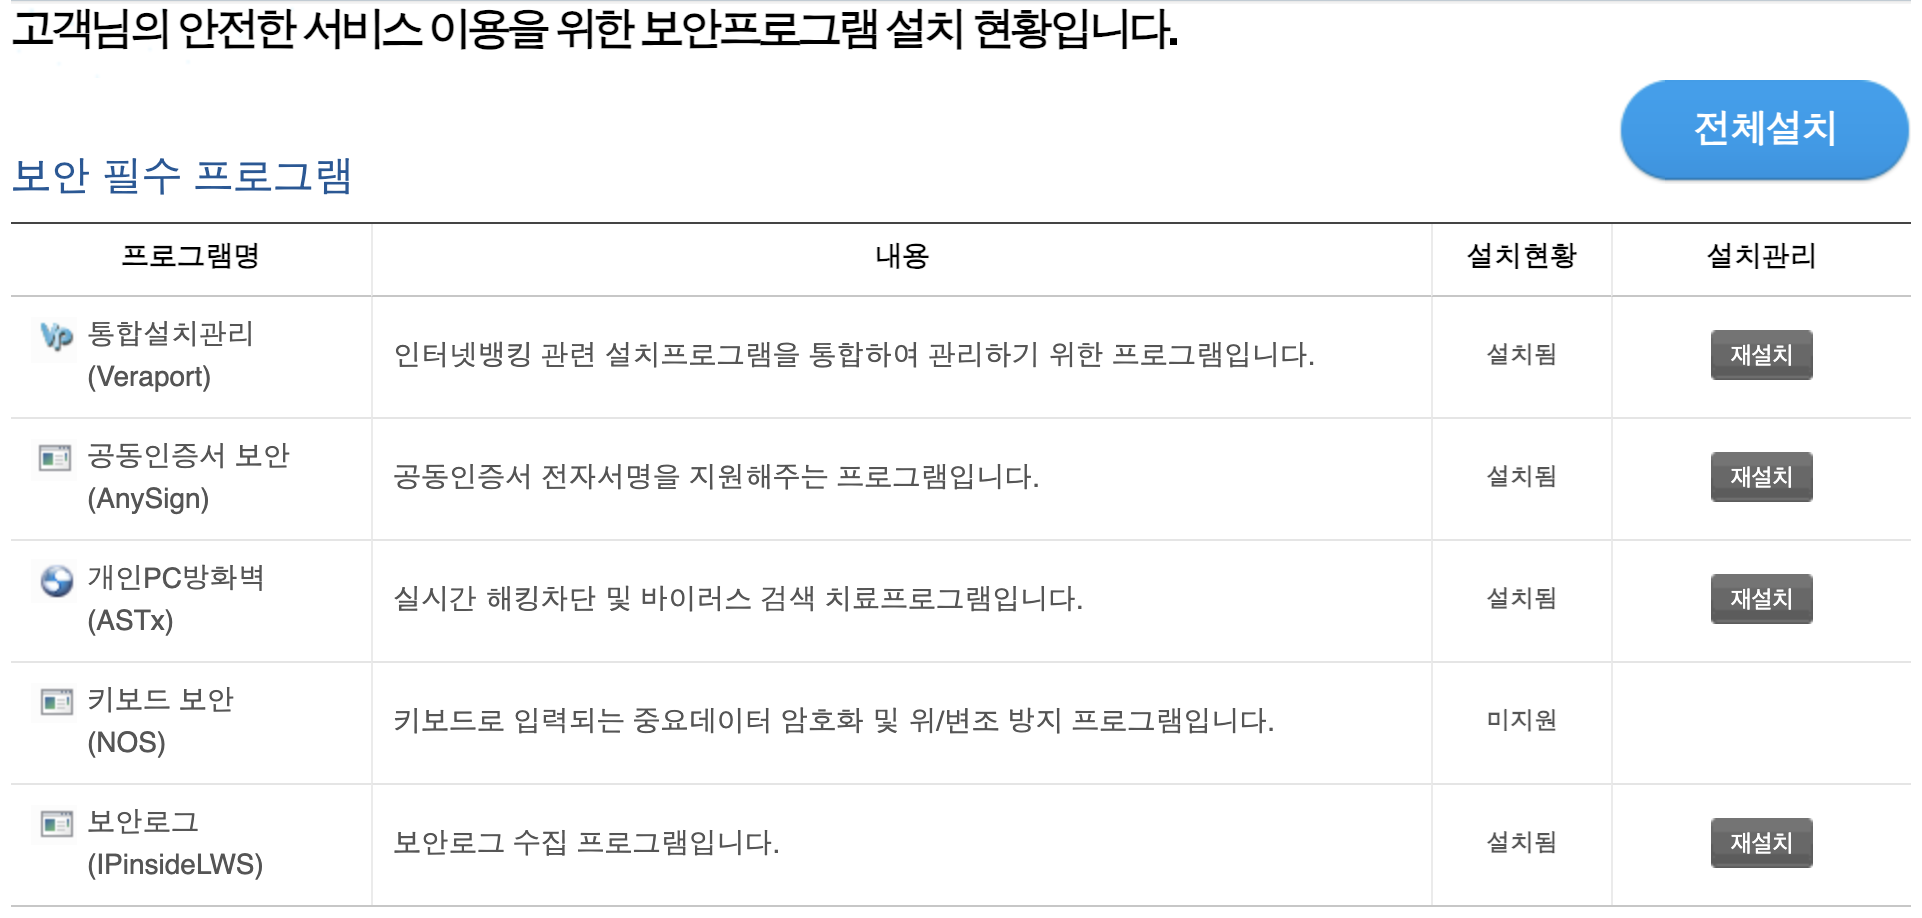 고객님의 안전한 서비스 이용을 위한 보안프로그램 설치 현황입니다.
전체설치
보안 필수 프로그램
프로그램명 내용 설치현황 설치관리
통합설치관리
(Veraport)
인터넷뱅킹 관련 설치프로그램을 통합하여 관리하기 위한 프로그램입니다. 설치됨 재설치
공동인증서 보안
(AnySign)
공동인증서 전자서명을 지원해주는 프로그램입니다. 설치됨 재설치
개인PC방화벽
(ASTx)
실시간 해킹차단 및 바이러스 검색 치료프로그램입니다. 설치됨 재설치
키보드 보안
(NOS)
키보드로 입력되는 중요데이터 암호화 및 위/변조 방지 프로그램입니다. 미지원
보안로그
(IPinsideLWS)
보안로그 수집 프로그램입니다. 설치됨 재설치